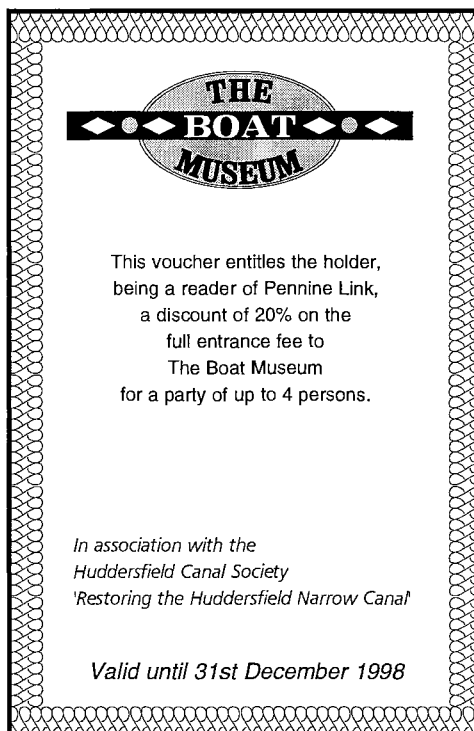 THE
BOAT
MUSEUM
This voucher entitles the holder,
being a reader of Pennine Link,
a discount of 20% on the
full entrance fee to
The Boat Museum
for a party of up to 4 persons.
In association with the
Huddersfield Canal Society
'Restoring the Huddersfield Narrow Canal'
Valid until 31st December 1998